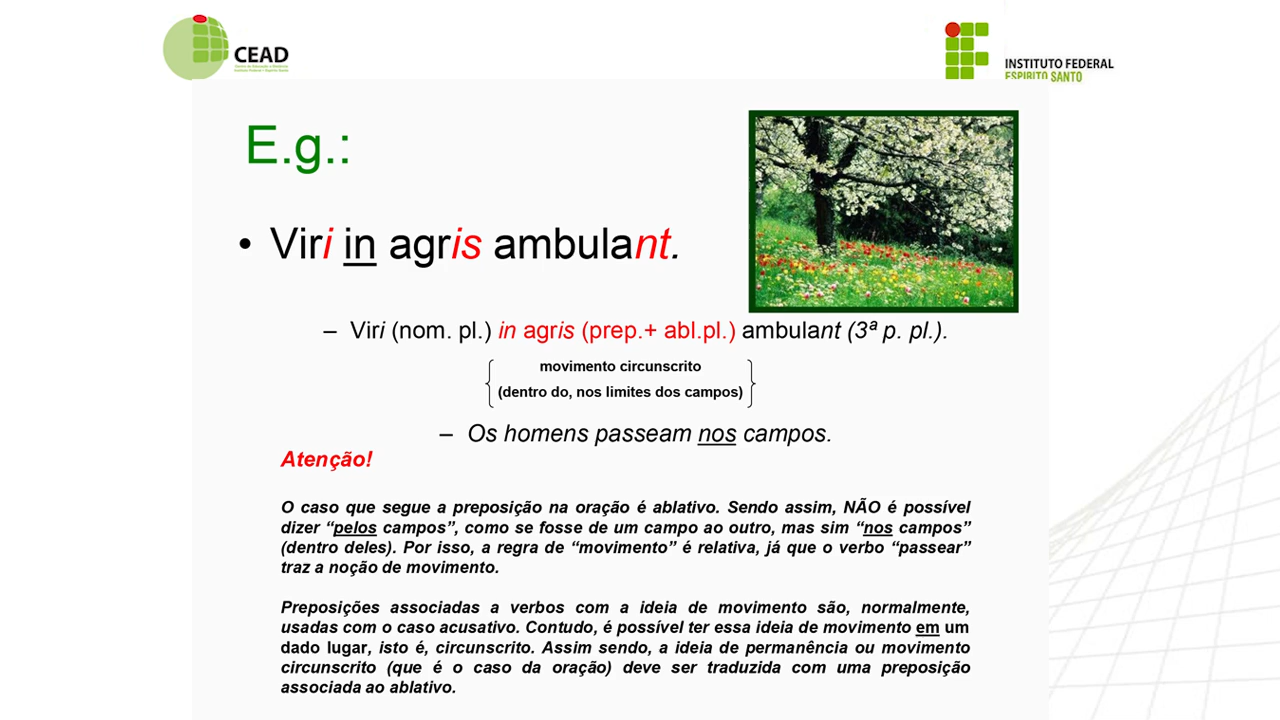 CEAD
INSTITUTO FEDERAL
ESPÍRITO SANTO
E.g.:
• Viri in agris ambulant.
– Viri (nom. pl.) in agris (prep.+ abl.pl.) ambulant (3ª p. pl.).
movimento circunscrito
(dentro do, nos limites dos campos)
– Os homens passeam nos campos.
Atenção!
O caso que segue a preposição na oração é ablativo. Sendo assim, NÃO é possível
dizer “pelos campos”, como se fosse de um campo ao outro, mas sim “nos campos”
(dentro deles). Por isso, a regra de “movimento” é relativa, já que o verbo “passear”
traz a noção de movimento.
Preposições associadas a verbos com a ideia de movimento são, normalmente,
usadas com o caso acusativo. Contudo, é possível ter essa ideia de movimento em um
dado lugar, isto é, circunscrito. Assim sendo, a ideia de permanência ou movimento
circunscrito (que é o caso da oração) deve ser traduzida com uma preposição
associada ao ablativo.